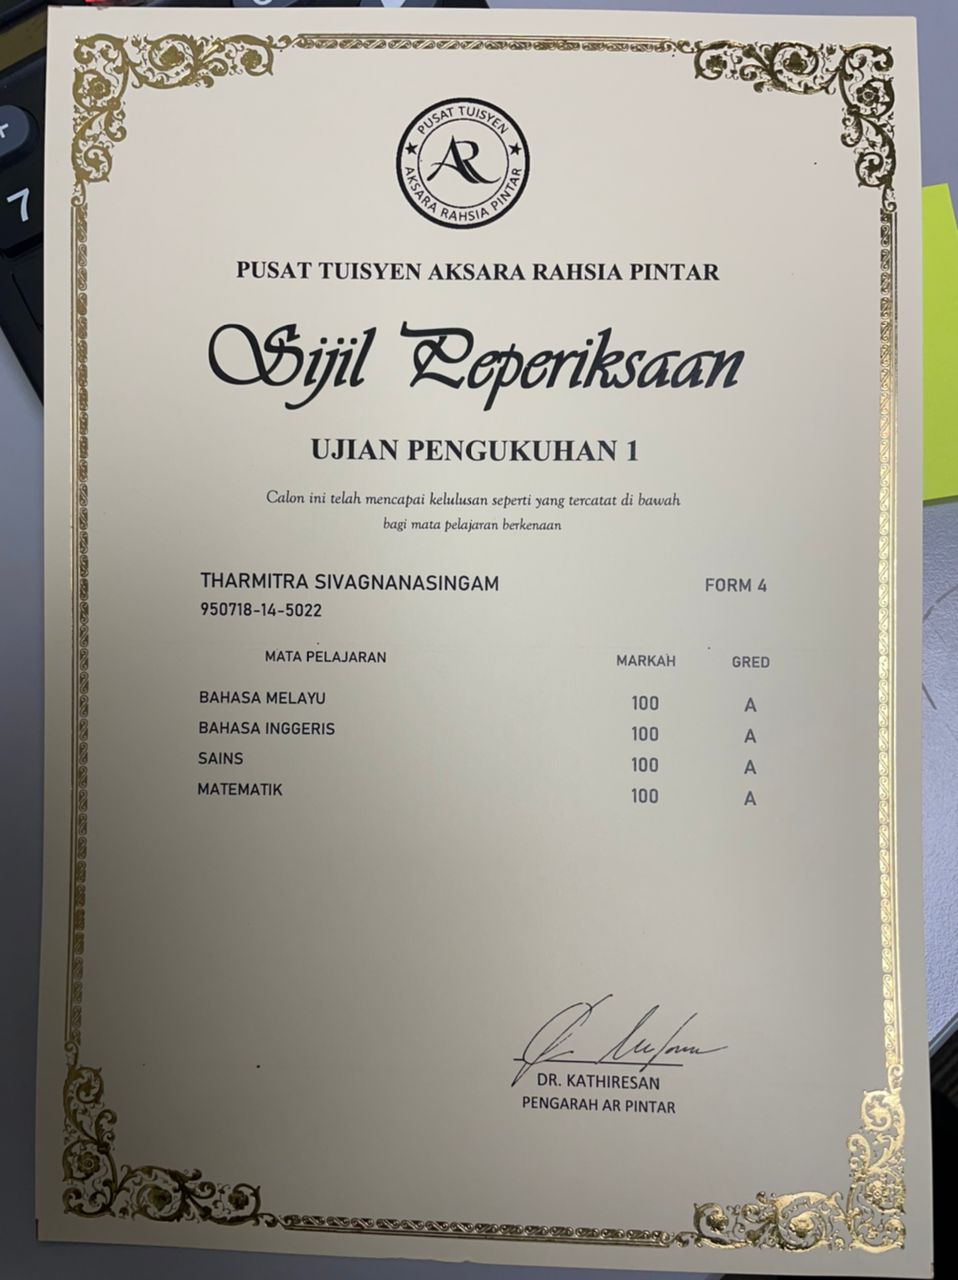 PUSAT TUISYEN
AR
AKSARA RAHSIA PINTAR
PUSAT TUISYEN AKSARA RAHSIA PINTAR
Sijil Peperiksaan
UJIAN PENGUKUHAN 1
Calon ini telah mencapai kelulusan seperti yang tercatat di bawah
bagi mata pelajaran berkenaan
THARMITRA SIVAGNANASINGAM FORM 4
950718-14-5022
MATA PELAJARAN MARKAH GRED
BAHASA MELAYU 100 A
BAHASA INGGERIS 100 A
SAINS 100 A
MATEMATIK 100 A
DR. KATHIRESAN
PENGARAH AR PINTAR
7